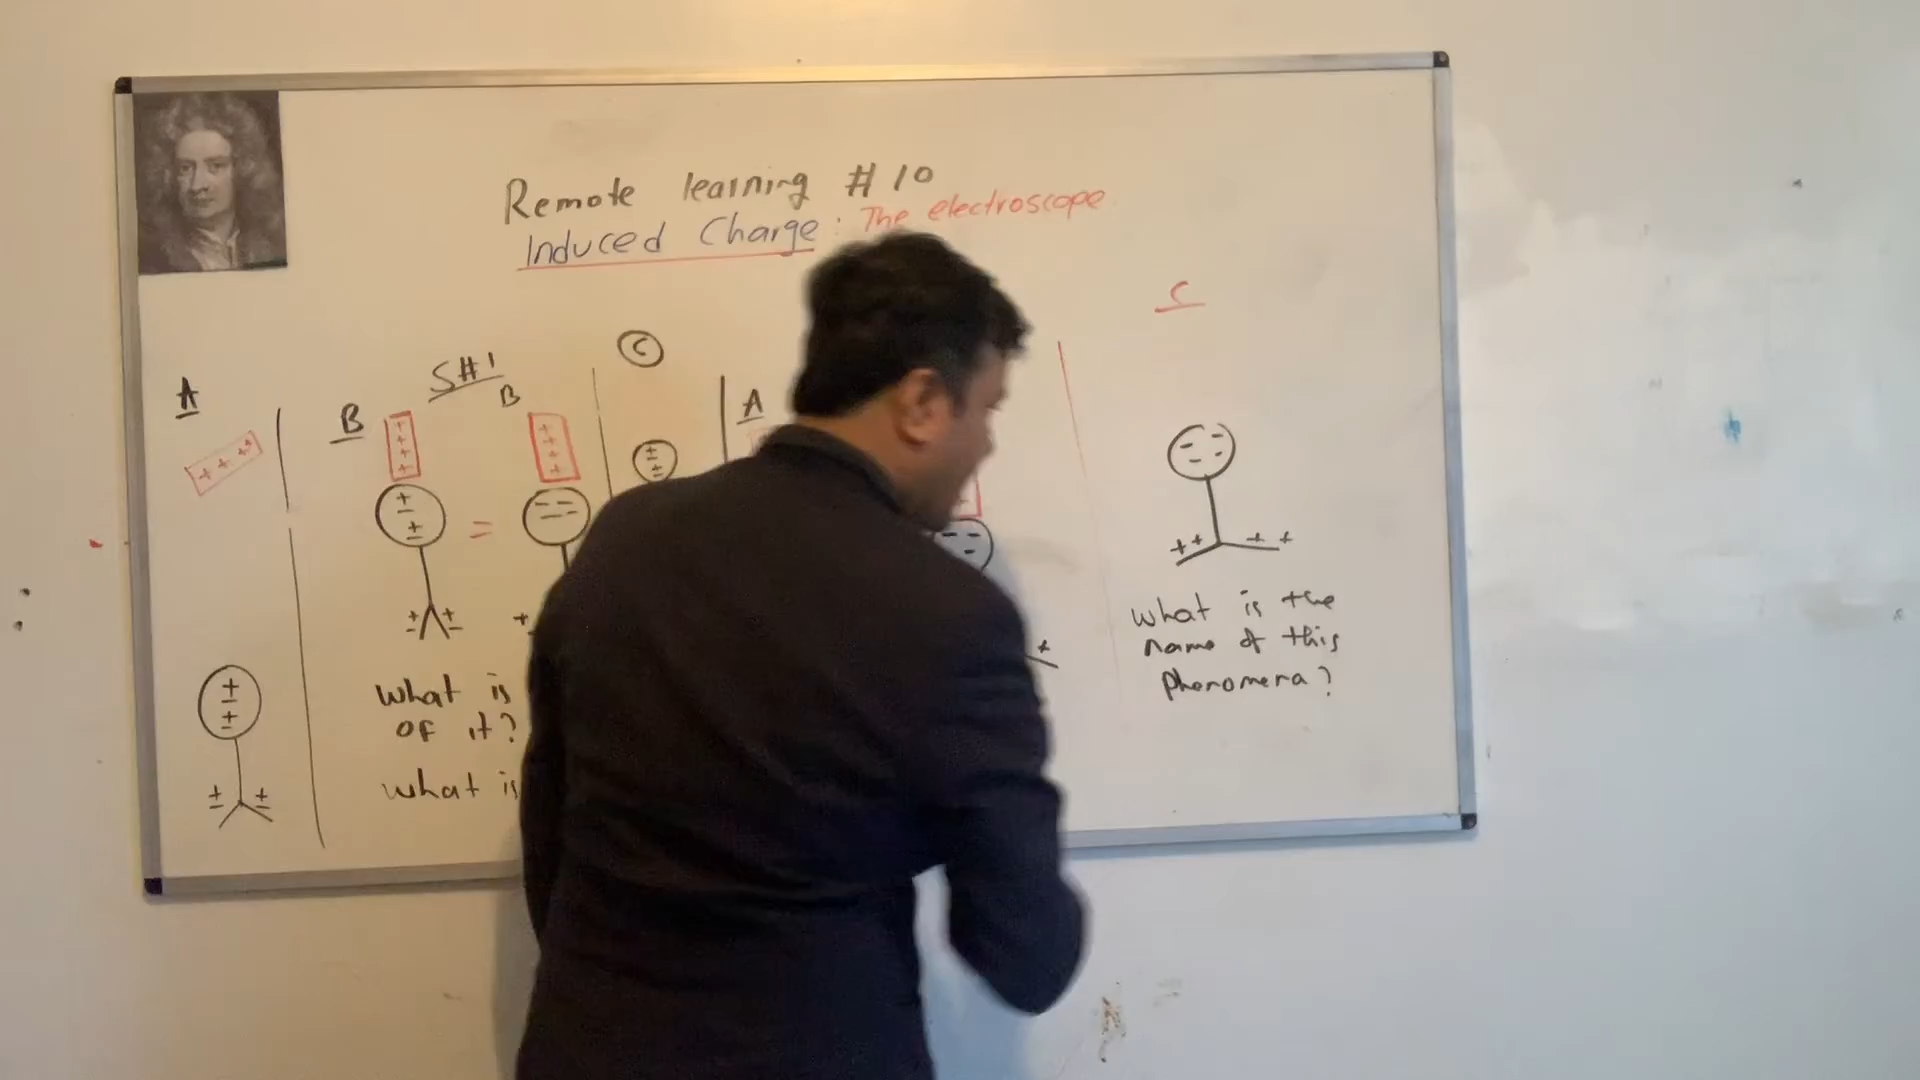 Remote learning #10
Induced Charge: The electroscope
C
S#1
C
A
B
B
A
+ + + +
+ + + +
+ + + +
what is
of it?
what is
What is the
name of this
phenomena?